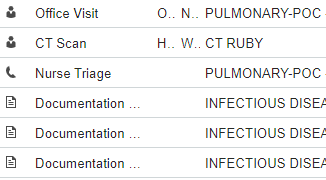 Office Visit O.. N.. PULMONARY-POC
CT Scan H.. W.. CT RUBY
Nurse Triage PULMONARY-POC
Documentation ... INFECTIOUS DISEA
Documentation ... INFECTIOUS DISEA
Documentation ... INFECTIOUS DISEA